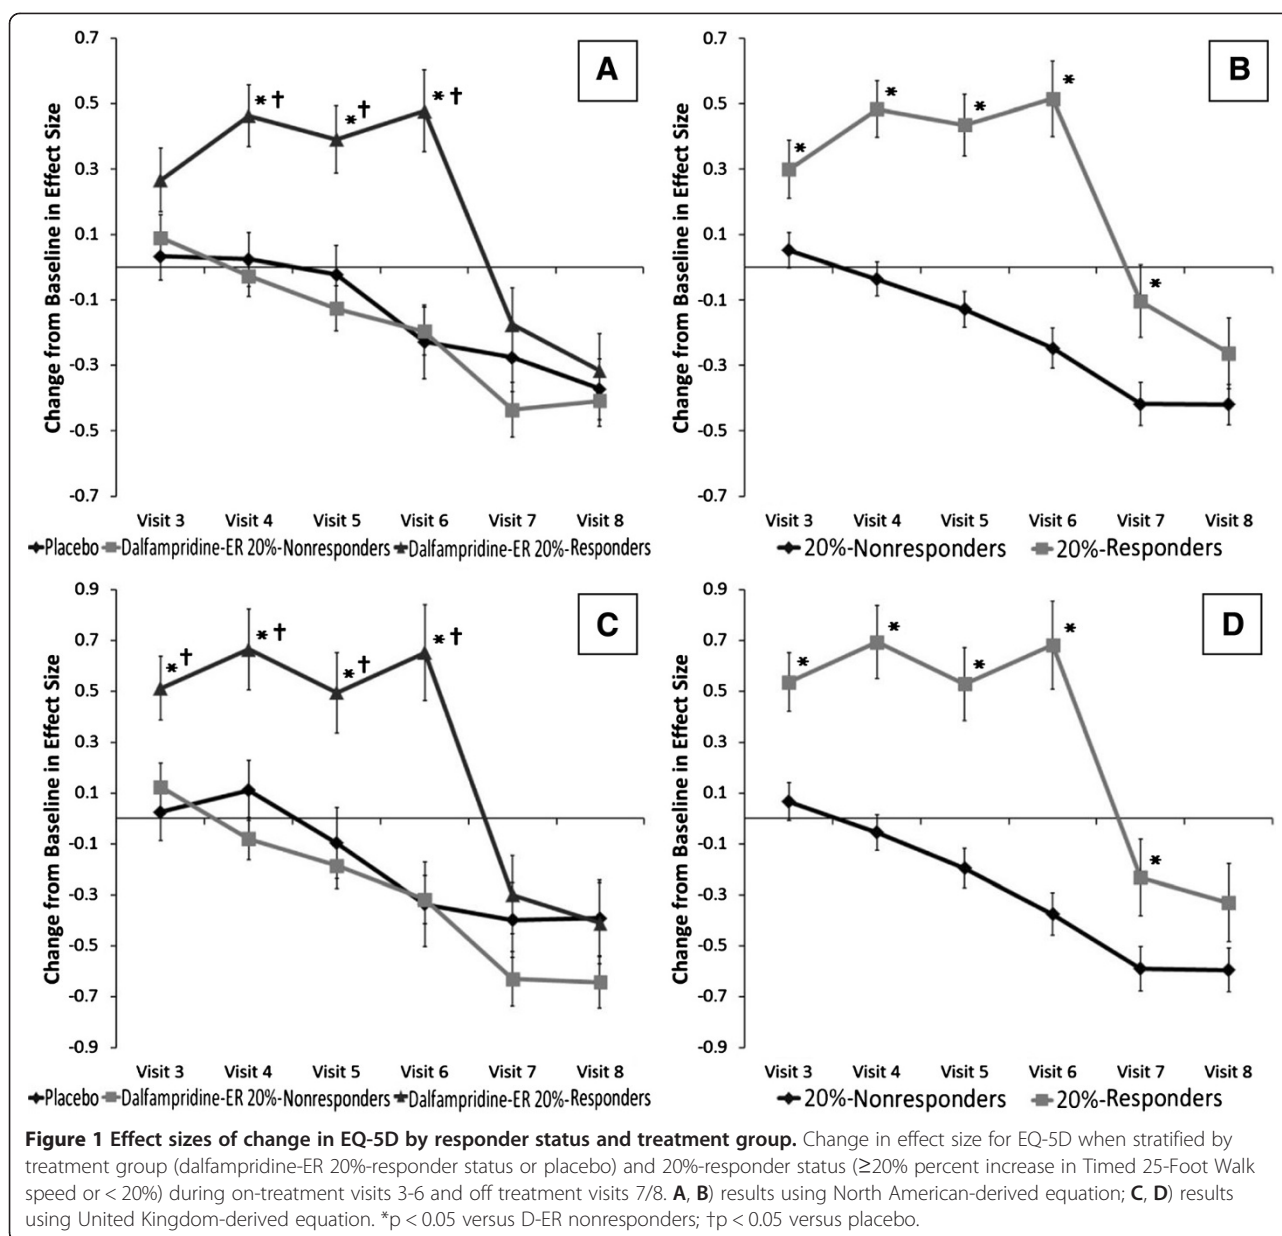 0.7
0.5
0.3
0.1
-0.1
-0.3
-0.5
-0.7
Change from Baseline in Effect Size
A
*†
*†
*†
Visit 3 Visit 4 Visit 5 Visit 6 Visit 7 Visit 8
Placebo Dalfampridine-ER 20%-Nonresponders Dalfampridine-ER 20%-Responders
0.7
0.5
0.3
0.1
-0.1
-0.3
-0.5
-0.7
Change from Baseline in Effect Size
B
*
*
*
*
*
Visit 3 Visit 4 Visit 5 Visit 6 Visit 7 Visit 8
20%-Nonresponders 20%-Responders
0.9
0.7
0.5
0.3
0.1
-0.1
-0.3
-0.5
-0.7
-0.9
Change from Baseline in Effect Size
C
*†
*†
*†
*†
Visit 3 Visit 4 Visit 5 Visit 6 Visit 7 Visit 8
Placebo Dalfampridine-ER 20%-Nonresponders Dalfampridine-ER 20%-Responders
0.9
0.7
0.5
0.3
0.1
-0.1
-0.3
-0.5
-0.7
-0.9
Change from Baseline in Effect Size
D
*
*
*
*
*
Visit 3 Visit 4 Visit 5 Visit 6 Visit 7 Visit 8
20%-Nonresponders 20%-Responders
Figure 1 Effect sizes of change in EQ-5D by responder status and treatment group. Change in effect size for EQ-5D when stratified by
treatment group (dalfampridine-ER 20%-responder status or placebo) and 20%-responder status (≥20% percent increase in Timed 25-Foot Walk
speed or < 20%) during on-treatment visits 3-6 and off treatment visits 7/8. A, B) results using North American-derived equation; C, D) results
using United Kingdom-derived equation. *p < 0.05 versus D-ER nonresponders; †p < 0.05 versus placebo.